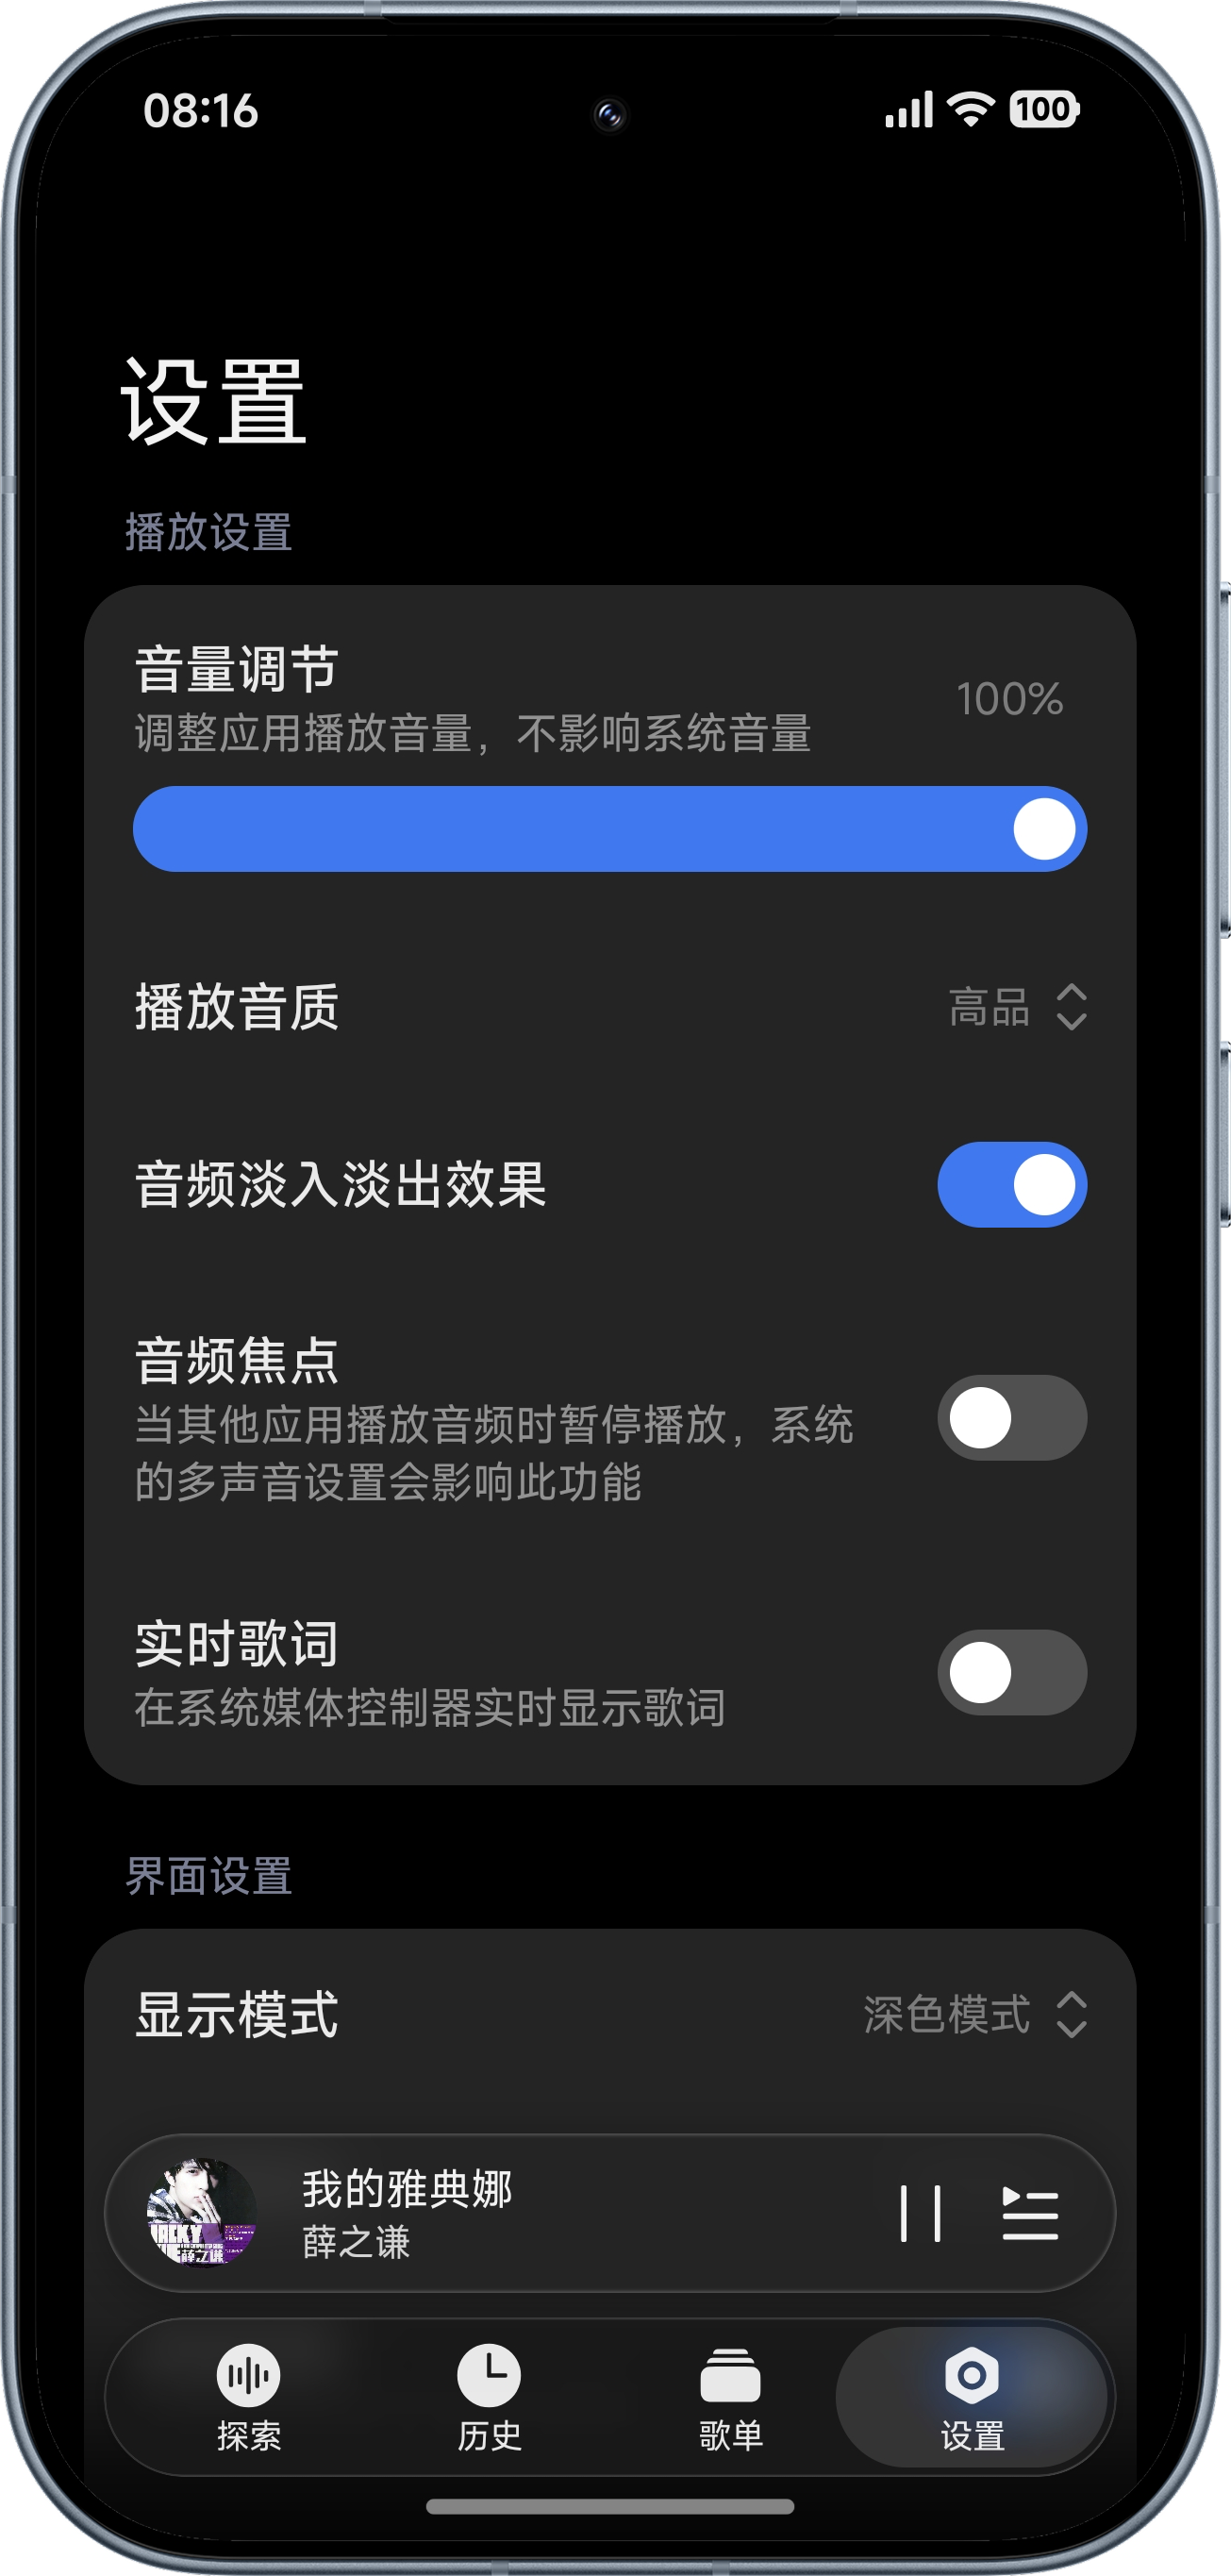 08:16
100
设置
播放设置
音量调节
100%
调整应用播放音量，不影响系统音量
播放音质
高品
音频淡入淡出效果
音频焦点
当其他应用播放音频时暂停播放，系统
的多声音设置会影响此功能
实时歌词
在系统媒体控制器实时显示歌词
界面设置
显示模式
深色模式
JACKY
薛之谦
我的雅典娜
薛之谦
探索
历史
歌单
设置